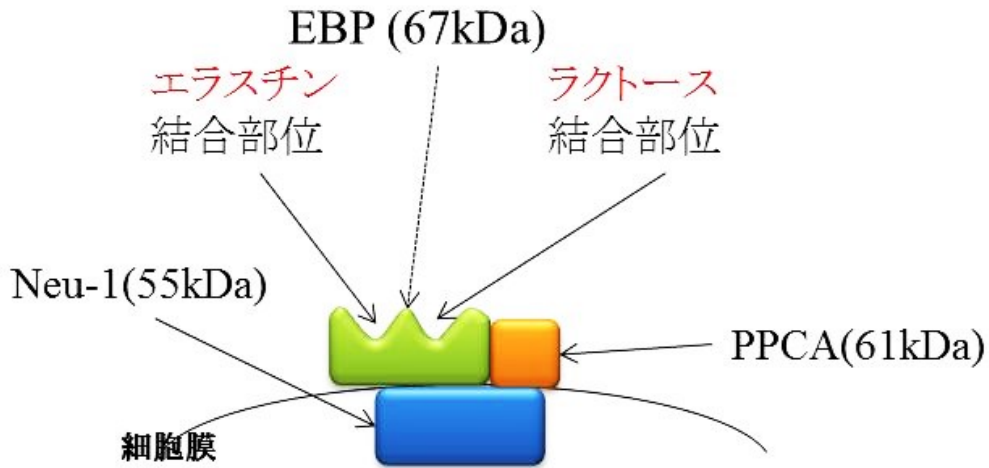 EBP (67kDa)
エラスチン
結合部位
ラクトース
結合部位
Neu-1(55kDa)
PPCA(61kDa)
細胞膜